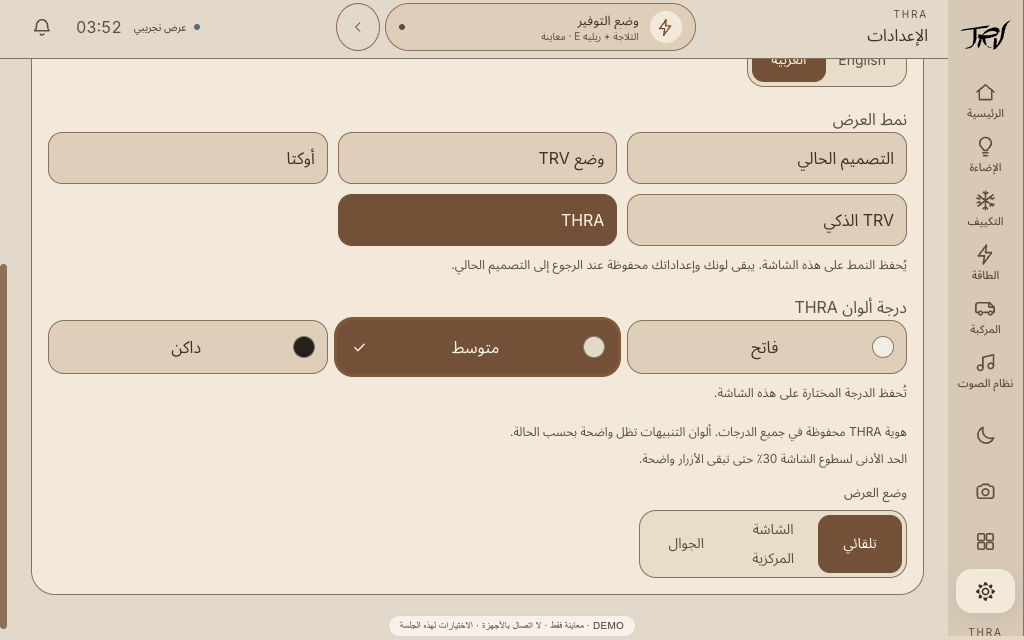 THRA
الإعدادات
وضع التوفير
الثلاجة + ريليه E · معاينة
عرض تجريبي
03:52
TRV
الرئيسية
الإضاءة
التكييف
الطاقة
المركبة
نظام الصوت
THRA
العربية
English
نمط العرض
التصميم الحالي
وضع TRV
أوكتا
TRV الذكي
THRA
يُحفظ النمط على هذه الشاشة. يبقى لونك وإعداداتك محفوظة عند الرجوع إلى التصميم الحالي.
درجة ألوان THRA
فاتح
متوسط
داكن
تُحفظ الدرجة المختارة على هذه الشاشة.
هوية THRA محفوظة في جميع الدرجات. ألوان التنبيهات تظل واضحة بحسب الحالة.
الحد الأدنى لسطوع الشاشة 30٪ حتى تبقى الأزرار واضحة.
وضع العرض
تلقائي
الشاشة
المركزية
الجوال
DEMO · معاينة فقط · لا اتصال بالأجهزة · الاختيارات لهذه الجلسة